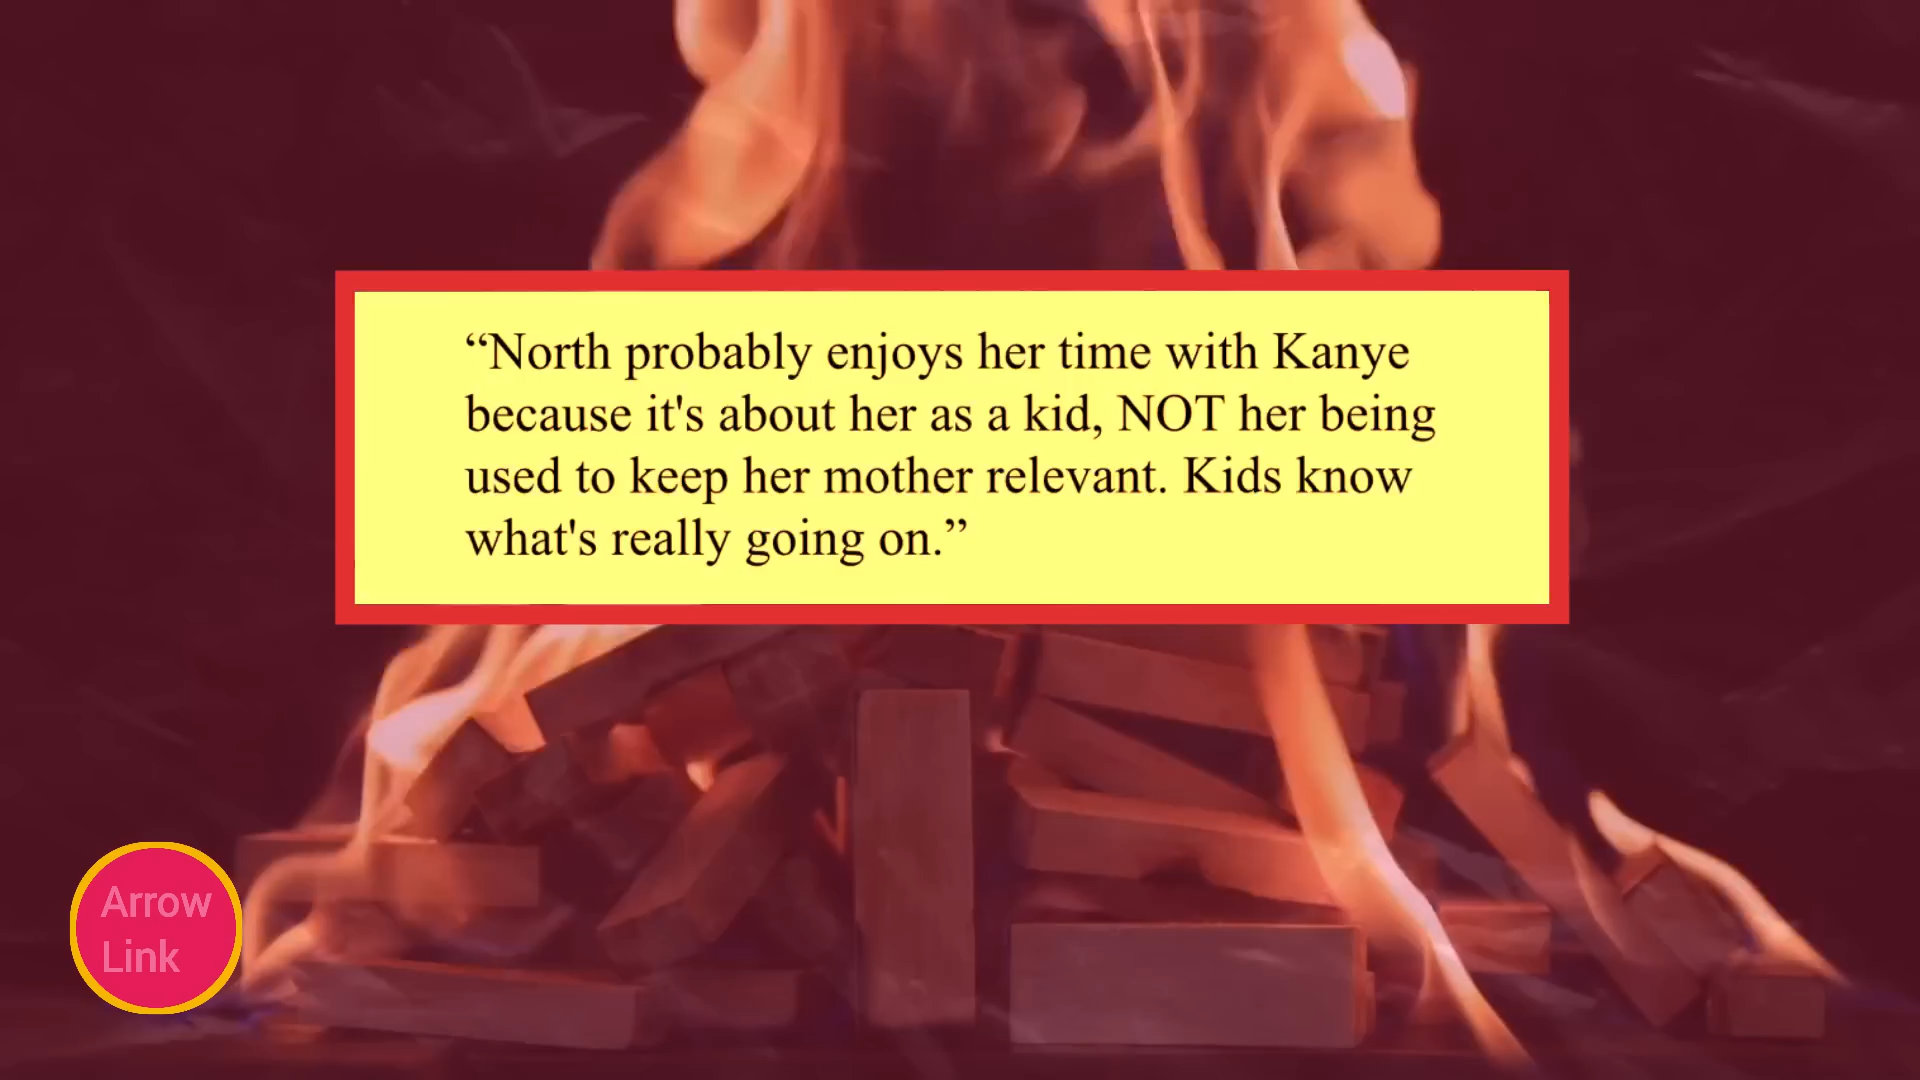 “North probably enjoys her time with Kanye
because it's about her as a kid, NOT her being
used to keep her mother relevant. Kids know
what's really going on.”
Arrow
Link